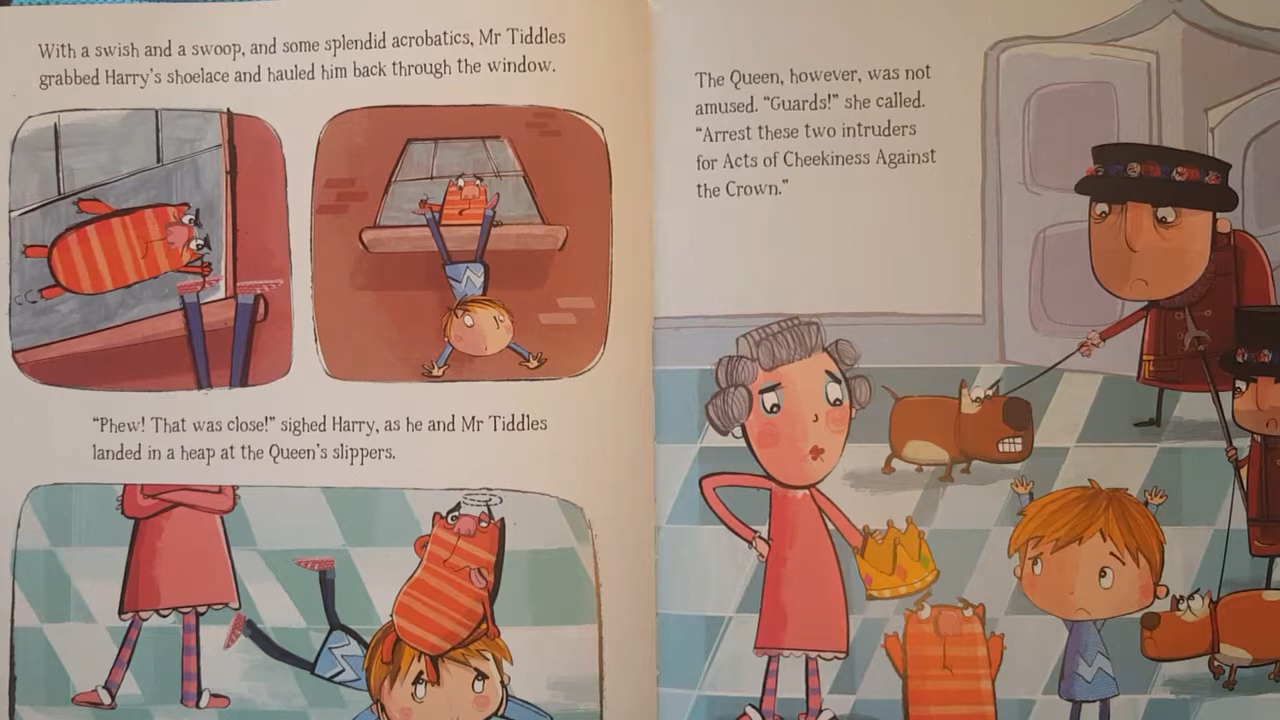 With a swish and a swoop, and some splendid acrobatics, Mr Tiddles
grabbed Harry's shoelace and hauled him back through the window.
"Phew! That was close!" sighed Harry, as he and Mr Tiddles
landed in a heap at the Queen's slippers.
The Queen, however, was not
amused. "Guards!" she called.
"Arrest these two intruders
for Acts of Cheekiness Against
the Crown."